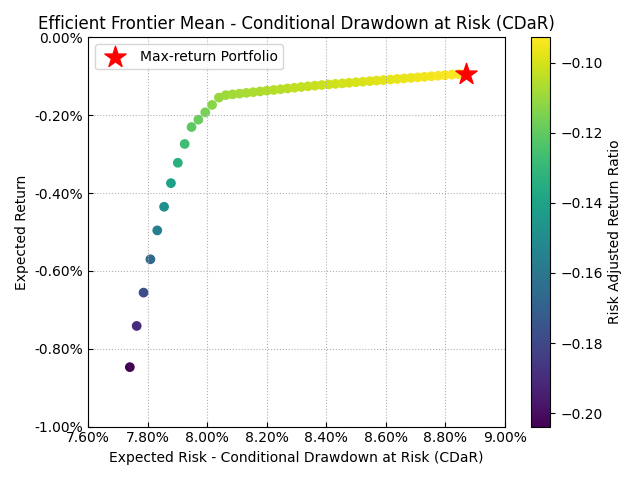 Efficient Frontier Mean - Conditional Drawdown at Risk (CDaR)
Max-return Portfolio
0.00%
-0.20%
-0.40%
-0.60%
-0.80%
-1.00%
Expected Return
7.60% 7.80% 8.00% 8.20% 8.40% 8.60% 8.80% 9.00%
Expected Risk - Conditional Drawdown at Risk (CDaR)
−0.10
−0.12
−0.14
−0.16
−0.18
−0.20
Risk Adjusted Return Ratio